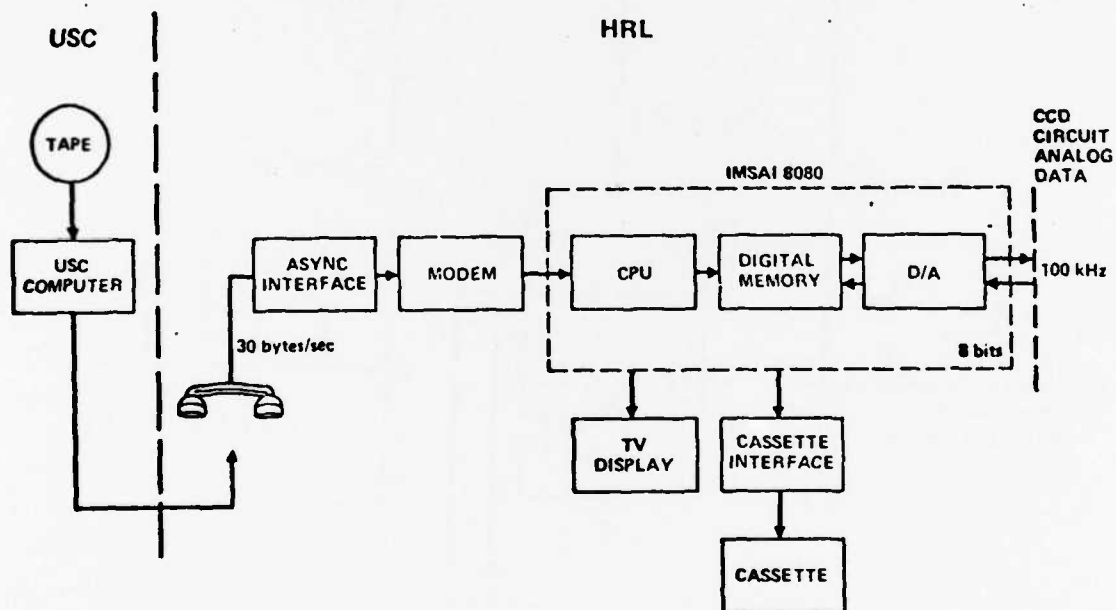 USC
HRL
TAPE
USC
COMPUTER
ASYNC
INTERFACE
MODEM
30 bytes/sec
IMSAI 8080
CPU
DIGITAL
MEMORY
D/A
8 bits
CCD
CIRCUIT
ANALOG
DATA
100 kHz
TV
DISPLAY
CASSETTE
INTERFACE
CASSETTE